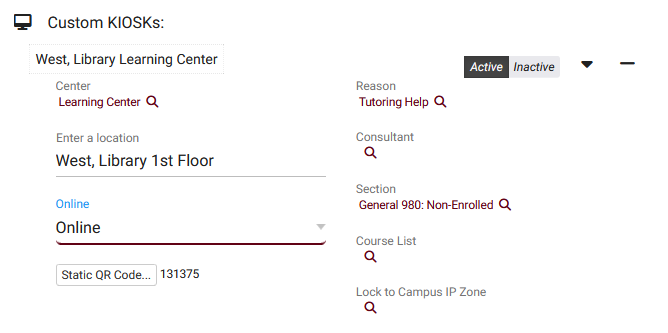 Custom KIOSKs:
West, Library Learning Center
Active Inactive
Center
Learning Center
Enter a location
West, Library 1st Floor
Online
Online
Static QR Code... 131375
Reason
Tutoring Help
Consultant
Section
General 980: Non-Enrolled
Course List
Lock to Campus IP Zone